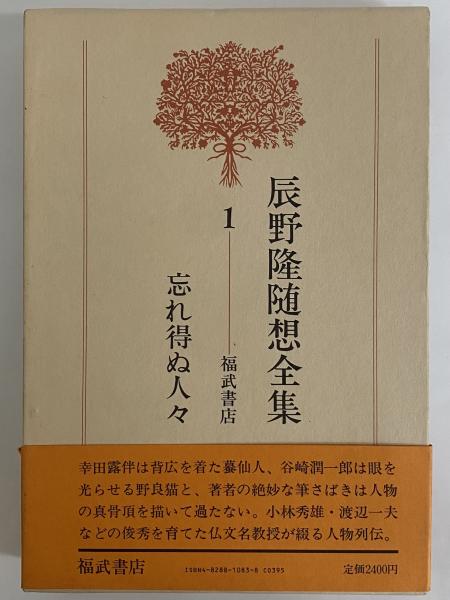 辰野隆随想全集
1
忘れ得ぬ人々
福武書店
幸田露伴は背広を着た蟇仙人、谷崎潤一郎は眼を
光らせる野良猫と、著者の絶妙な筆さばきは人物
の真骨頂を描いて過たない。小林秀雄・渡辺一夫
などの俊秀を育てた仏文名教授が綴る人物列伝。
福武書店
ISBN4-8288-1083-8 C0395
定価2400円